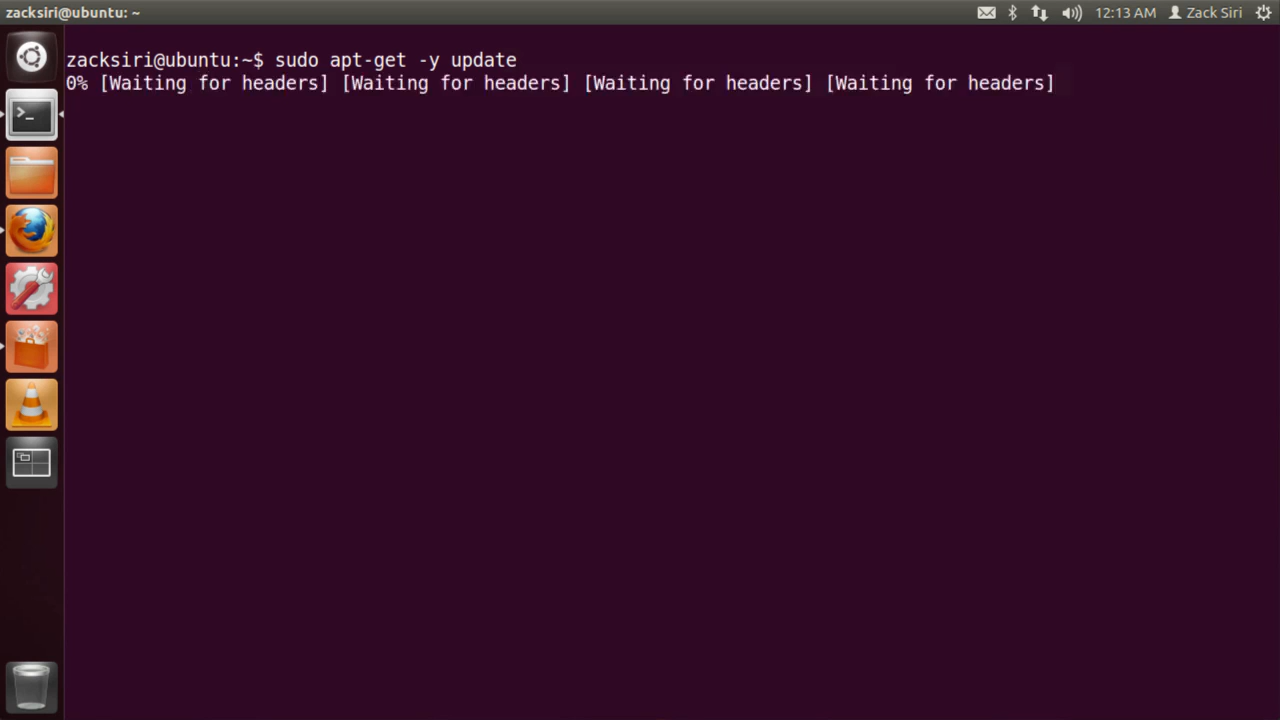 zacksiri@ubuntu: ~
12:13 AM
Zack Siri
zacksiri@ubuntu:~$ sudo apt-get -y update
0% [Waiting for headers] [Waiting for headers] [Waiting for headers] [Waiting for headers]